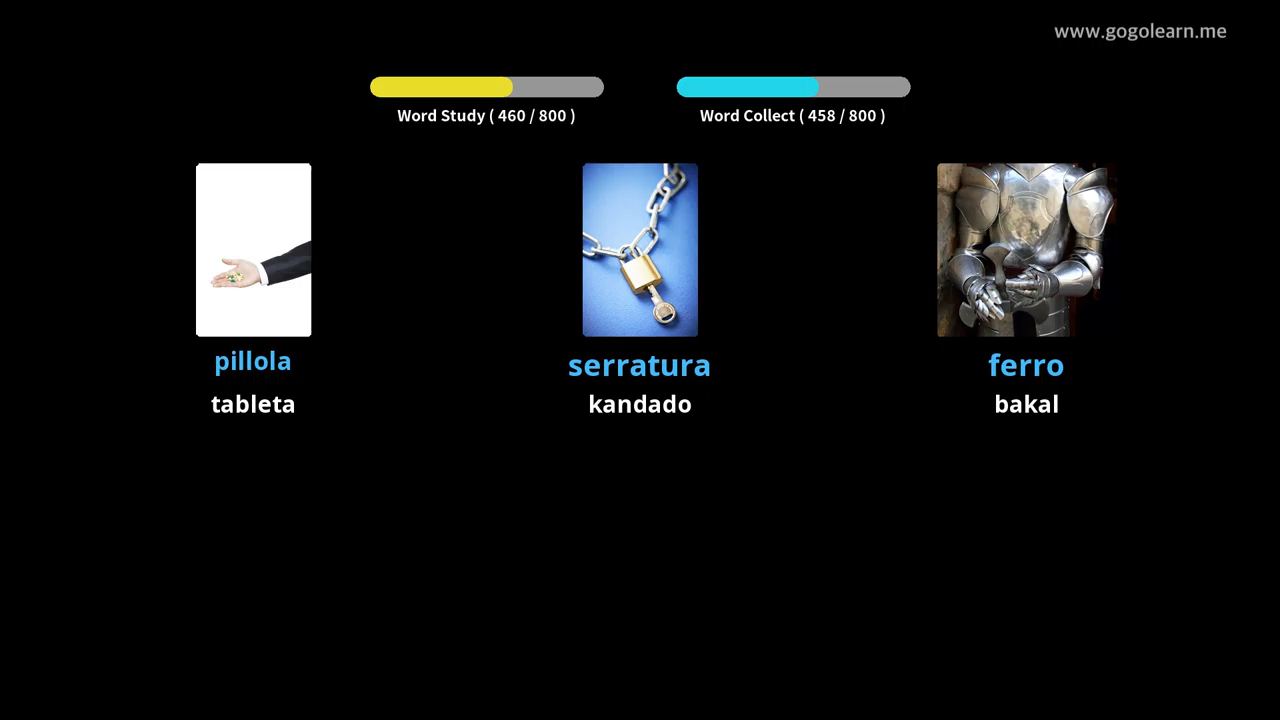 www.gogolearn.me
Word Study ( 460 / 800 )
Word Collect ( 458 / 800 )
pillola
serratura
ferro
tableta
kandado
bakal